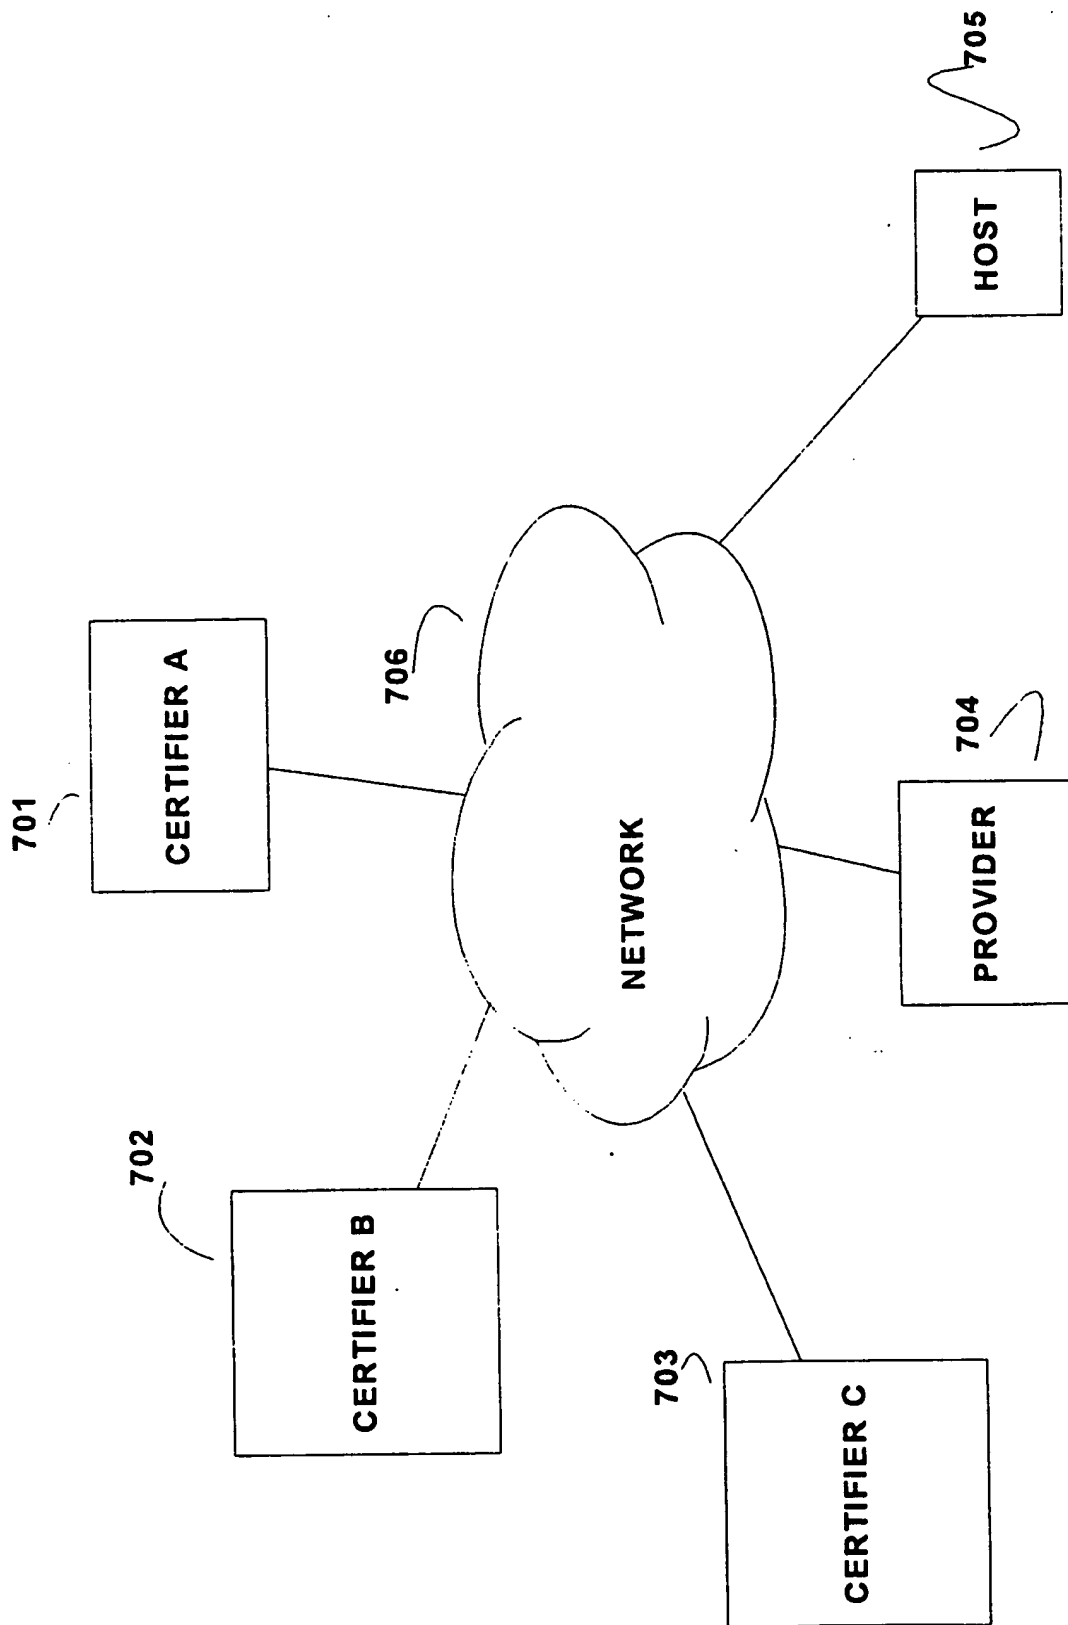 702
CERTIFIER B
701
CERTIFIER A
706
NETWORK
703
CERTIFIER C
704
PROVIDER
705
HOST